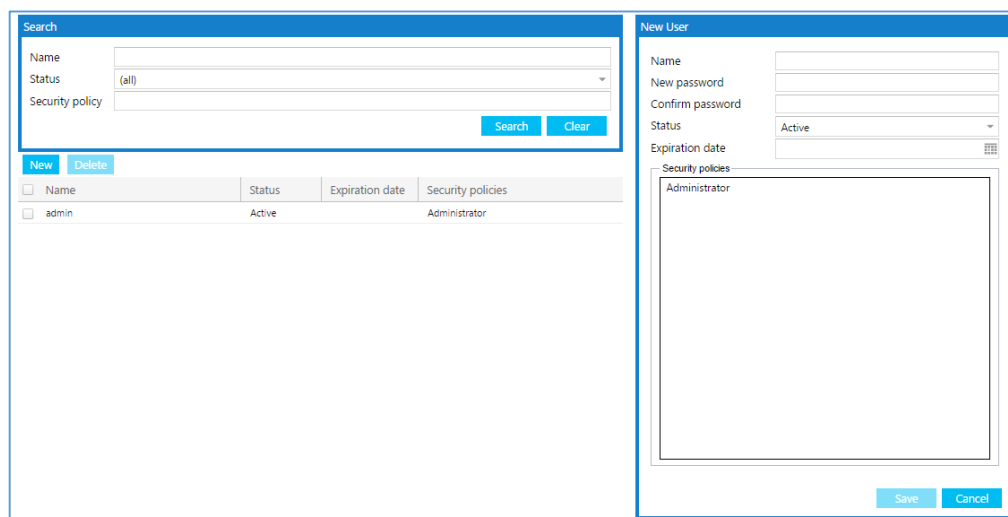 Search
Name
Status (all)
Security policy
Search Clear
New Delete
Name Status Expiration date Security policies
admin Active Administrator
New User
Name
New password
Confirm password
Status Active
Expiration date
Security policies
Administrator
Save Cancel